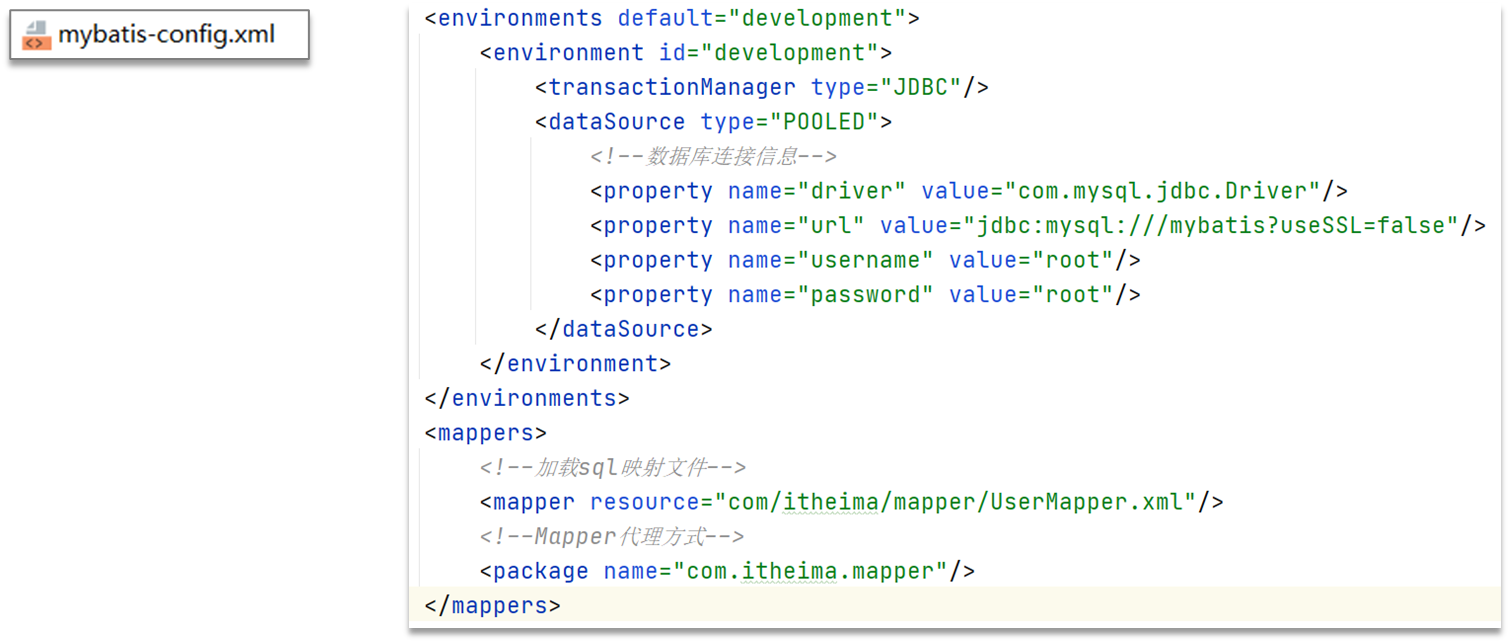 mybatis-config.xml
<environments default="development">
    <environment id="development">
        <transactionManager type="JDBC"/>
        <dataSource type="POOLED">
            <!--数据库连接信息-->
            <property name="driver" value="com.mysql.jdbc.Driver"/>
            <property name="url" value="jdbc:mysql:///mybatis?useSSL=false"/>
            <property name="username" value="root"/>
            <property name="password" value="root"/>
        </dataSource>
    </environment>
</environments>
<mappers>
    <!--加载sql映射文件-->
    <mapper resource="com/itheima/mapper/UserMapper.xml"/>
    <!--Mapper代理方式-->
    <package name="com.itheima.mapper"/>
</mappers>